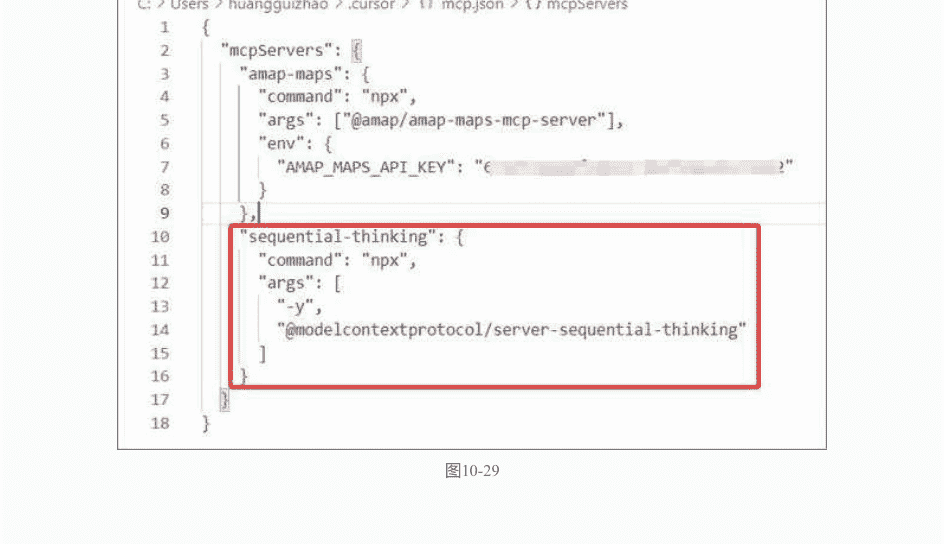 C: > Users > huangguizhao > .cursor > {} mcp.json > {} mcpServers
1 {
2 "mcpServers": {
3 "amap-maps": {
4 "command": "npx",
5 "args": ["@amap/amap-maps-mcp-server"],
6 "env": {
7 "AMAP_MAPS_API_KEY": "6 2"
8 }
9 },
10 "sequential-thinking": {
11 "command": "npx",
12 "args": [
13 "-y",
14 "@modelcontextprotocol/server-sequential-thinking"
15 ]
16 }
17 }
18 }
图10-29